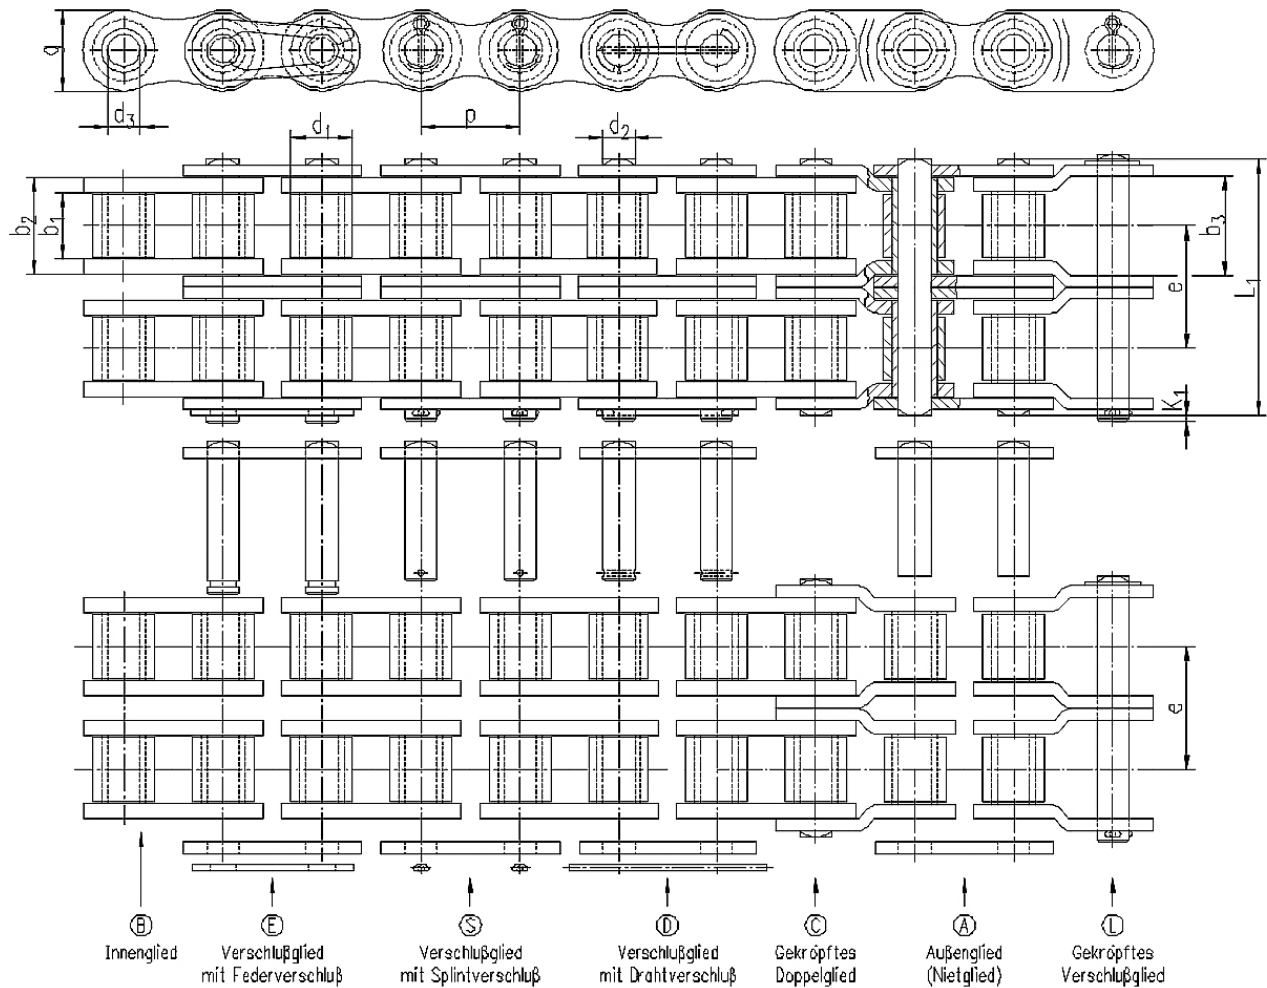 g
d₃
p
d₁
d₂
b₂
b₁
b₃
e
L₁
K₁
e
B
E
S
D
C
A
L
Innenglied
Verschlußglied
mit Federverschluß
Verschlußglied
mit Splintverschluß
Verschlußglied
mit Drahtverschluß
Gekröpftes
Doppelglied
Außenglied
(Nietglied)
Gekröpftes
Verschlußglied